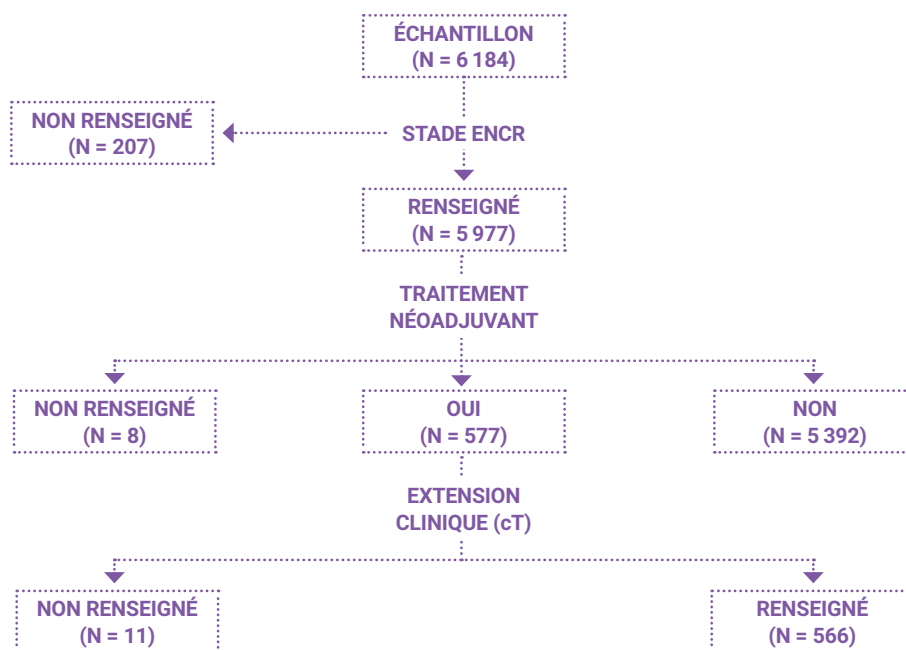 ÉCHANTILLON
(N = 6 184)
NON RENSEIGNÉ
(N = 207)
STADE ENCR
RENSEIGNÉ
(N = 5 977)
TRAITEMENT
NÉOADJUVANT
NON RENSEIGNÉ
(N = 8)
OUI
(N = 577)
NON
(N = 5 392)
EXTENSION
CLINIQUE (cT)
NON RENSEIGNÉ
(N = 11)
RENSEIGNÉ
(N = 566)